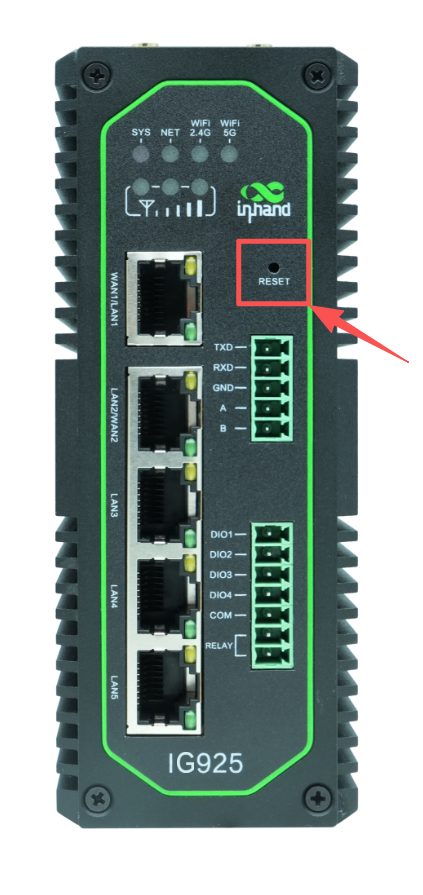 SYS NET WiFi 2.4G WiFi 5G
inhand
RESET
WAN1/LAN1
TXD
RXD
GND
A
B
LAN2/WAN2
LAN3
LAN4
LAN5
DIO1
DIO2
DIO3
DIO4
COM
RELAY
IG925